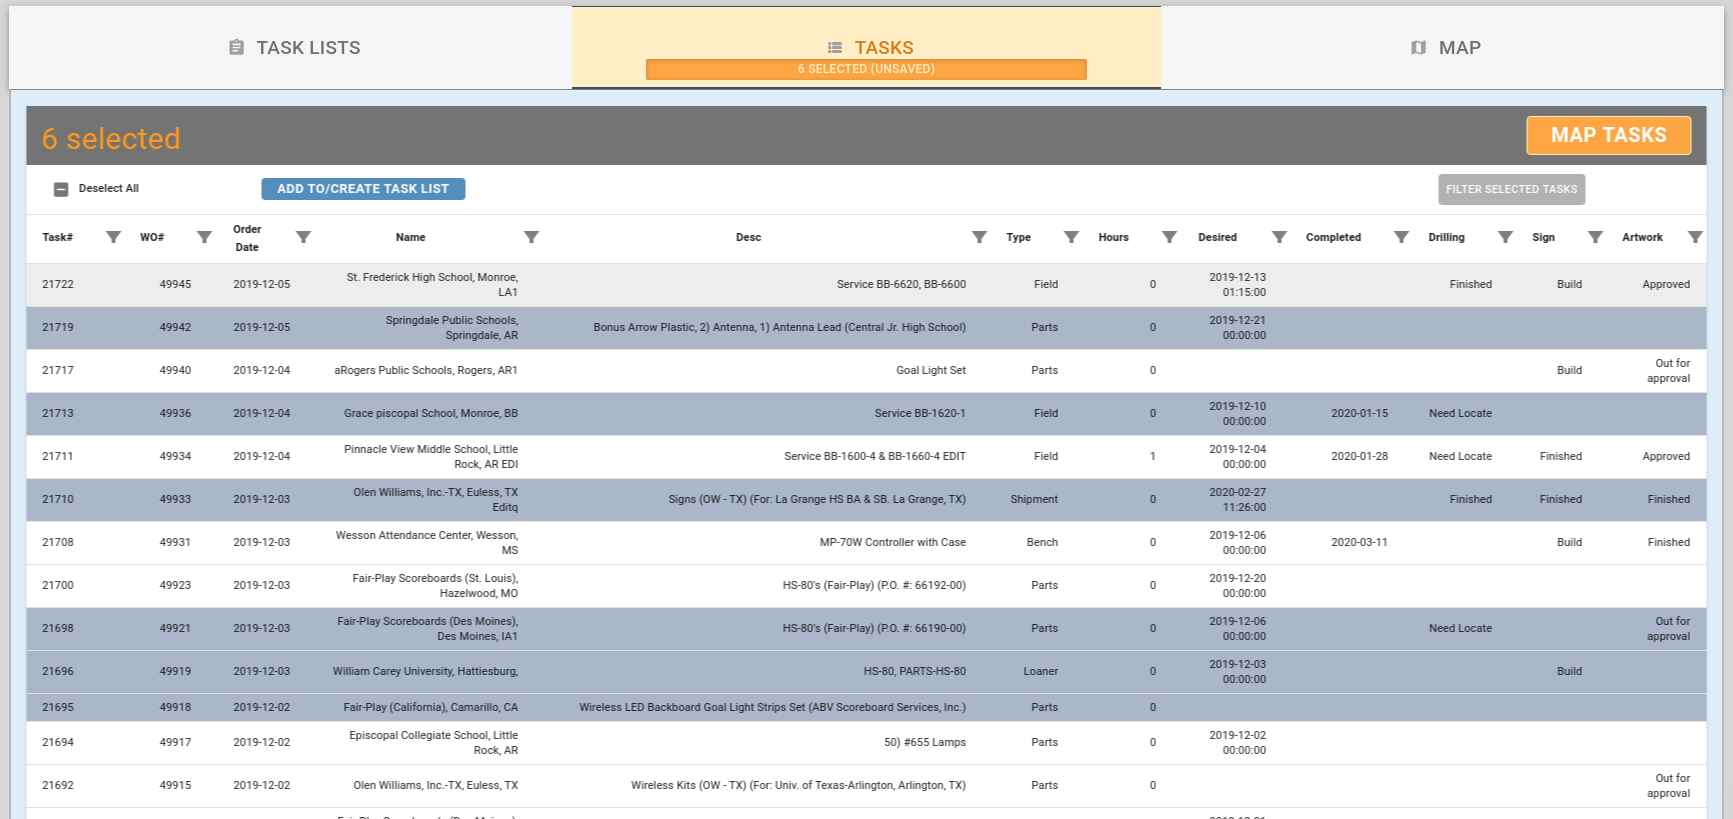 TASK LISTS
TASKS
MAP
6 SELECTED (UNSAVED)
6 selected
MAP TASKS
Deselect All
ADD TO/CREATE TASK LIST
FILTER SELECTED TASKS
Task# WO# Order Date Name Desc Type Hours Desired Completed Drilling Sign Artwork
21722 49945 2019-12-05 St. Frederick High School, Monroe, LA1 Service BB-6620, BB-6600 Field 0 2019-12-13 01:15:00 Finished Build Approved
21719 49942 2019-12-05 Springdale Public Schools, Springdale, AR Bonus Arrow Plastic, 2) Antenna, 1) Antenna Lead (Central Jr. High School) Parts 0 2019-12-21 00:00:00
21717 49940 2019-12-04 aRogers Public Schools, Rogers, AR1 Goal Light Set Parts 0 Build Out for approval
21713 49936 2019-12-04 Grace piscopal School, Monroe, BB Service BB-1620-1 Field 0 2019-12-10 00:00:00 2020-01-15 Need Locate
21711 49934 2019-12-04 Pinnacle View Middle School, Little Rock, AR EDI Service BB-1600-4 & BB-1660-4 EDIT Field 1 2019-12-04 00:00:00 2020-01-28 Need Locate Finished Approved
21710 49933 2019-12-03 Olen Williams, Inc.-TX, Euless, TX Editq Signs (OW - TX) (For: La Grange HS BA & SB. La Grange, TX) Shipment 0 2020-02-27 11:26:00 Finished Finished Finished
21708 49931 2019-12-03 Wesson Attendance Center, Wesson, MS MP-70W Controller with Case Bench 0 2019-12-06 00:00:00 2020-03-11 Build Finished
21700 49923 2019-12-03 Fair-Play Scoreboards (St. Louis), Hazelwood, MO HS-80's (Fair-Play) (P.O. #: 66192-00) Parts 0 2019-12-20 00:00:00
21698 49921 2019-12-03 Fair-Play Scoreboards (Des Moines), Des Moines, IA1 HS-80's (Fair-Play) (P.O. #: 66190-00) Parts 0 2019-12-06 00:00:00 Need Locate Out for approval
21696 49919 2019-12-03 William Carey University, Hattiesburg, HS-80, PARTS-HS-80 Loaner 0 2019-12-03 00:00:00 Build
21695 49918 2019-12-02 Fair-Play (California), Camarillo, CA Wireless LED Backboard Goal Light Strips Set (ABV Scoreboard Services, Inc.) Parts 0
21694 49917 2019-12-02 Episcopal Collegiate School, Little Rock, AR 50) #655 Lamps Parts 0 2019-12-02 00:00:00
21692 49915 2019-12-02 Olen Williams, Inc.-TX, Euless, TX Wireless Kits (OW - TX) (For: Univ. of Texas-Arlington, Arlington, TX) Parts 0 Out for approval